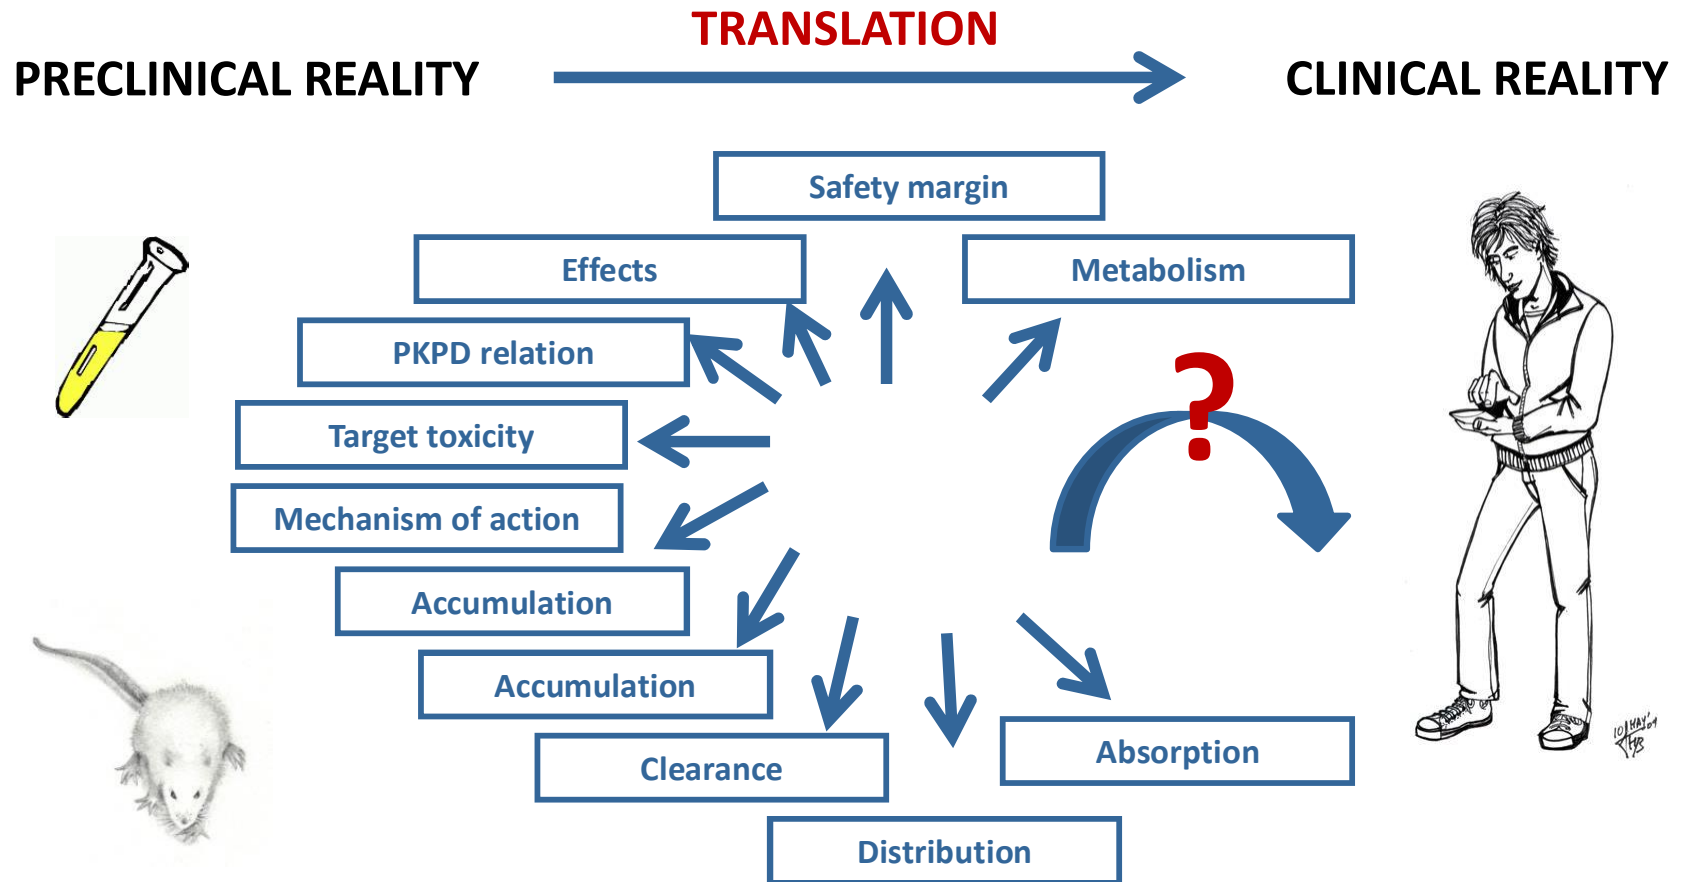 TRANSLATION
PRECLINICAL REALITY
CLINICAL REALITY
Safety margin
Effects
Metabolism
PKPD relation
?
Target toxicity
Mechanism of action
Accumulation
Accumulation
Clearance
Absorption
Distribution